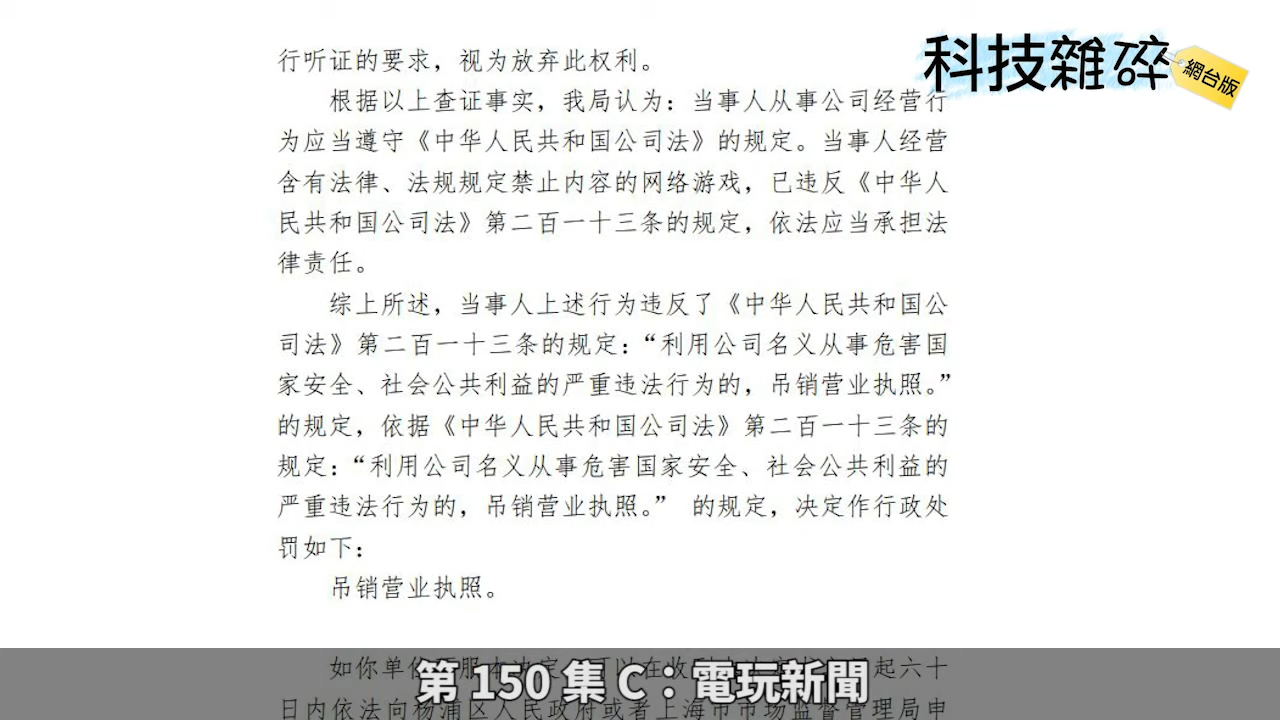 行听证的要求，视为放弃此权利。
科技雜碎
網台版
根据以上查证事实，我局认为：当事人从事公司经营行
为应当遵守《中华人民共和国公司法》的规定。当事人经营
含有法律、法规规定禁止内容的网络游戏，已违反《中华人
民共和国公司法》第二百一十三条的规定，依法应当承担法
律责任。
综上所述，当事人上述行为违反了《中华人民共和国公
司法》第二百一十三条的规定：“利用公司名义从事危害国
家安全、社会公共利益的严重违法行为的，吊销营业执照。”
的规定，依据《中华人民共和国公司法》第二百一十三条的
规定：“利用公司名义从事危害国家安全、社会公共利益的
严重违法行为的，吊销营业执照。” 的规定，决定作行政处
罚如下：
吊销营业执照。
如你单位 起六十
第 150 集 C：電玩新聞
日内依法向杨浦区人民政府或者上海市市场监督管理局申